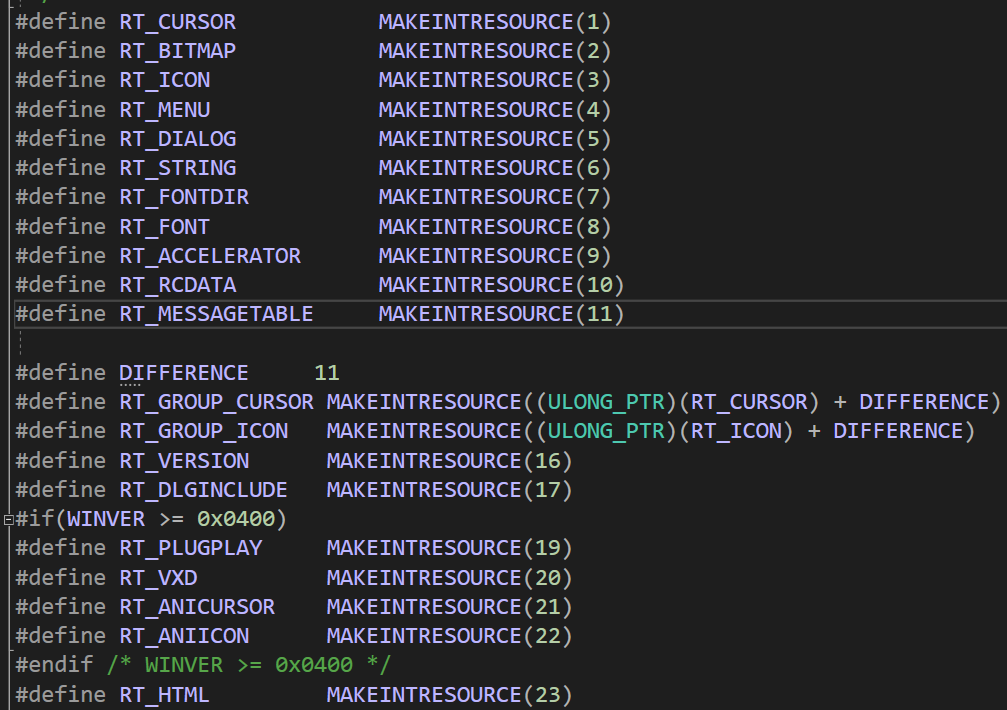 #define RT_CURSOR           MAKEINTRESOURCE(1)
#define RT_BITMAP           MAKEINTRESOURCE(2)
#define RT_ICON             MAKEINTRESOURCE(3)
#define RT_MENU             MAKEINTRESOURCE(4)
#define RT_DIALOG           MAKEINTRESOURCE(5)
#define RT_STRING           MAKEINTRESOURCE(6)
#define RT_FONTDIR          MAKEINTRESOURCE(7)
#define RT_FONT             MAKEINTRESOURCE(8)
#define RT_ACCELERATOR      MAKEINTRESOURCE(9)
#define RT_RCDATA           MAKEINTRESOURCE(10)
#define RT_MESSAGETABLE     MAKEINTRESOURCE(11)

#define DIFFERENCE     11
#define RT_GROUP_CURSOR MAKEINTRESOURCE((ULONG_PTR)(RT_CURSOR) + DIFFERENCE)
#define RT_GROUP_ICON   MAKEINTRESOURCE((ULONG_PTR)(RT_ICON) + DIFFERENCE)
#define RT_VERSION      MAKEINTRESOURCE(16)
#define RT_DLGINCLUDE   MAKEINTRESOURCE(17)
#if(WINVER >= 0x0400)
#define RT_PLUGPLAY     MAKEINTRESOURCE(19)
#define RT_VXD          MAKEINTRESOURCE(20)
#define RT_ANICURSOR    MAKEINTRESOURCE(21)
#define RT_ANIICON      MAKEINTRESOURCE(22)
#endif /* WINVER >= 0x0400 */
#define RT_HTML         MAKEINTRESOURCE(23)